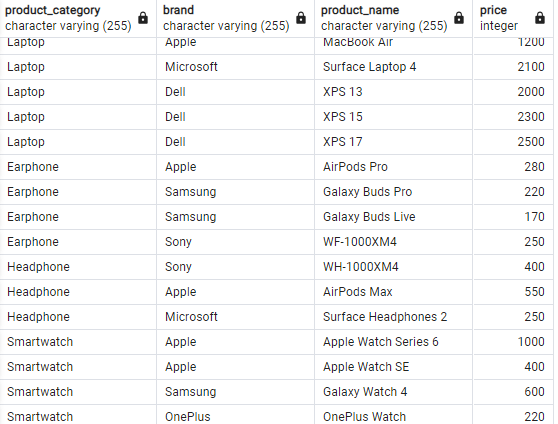 product_category brand product_name price
character varying (255) character varying (255) character varying (255) integer
Laptop Apple MacBook Air 1200
Laptop Microsoft Surface Laptop 4 2100
Laptop Dell XPS 13 2000
Laptop Dell XPS 15 2300
Laptop Dell XPS 17 2500
Earphone Apple AirPods Pro 280
Earphone Samsung Galaxy Buds Pro 220
Earphone Samsung Galaxy Buds Live 170
Earphone Sony WF-1000XM4 250
Headphone Sony WH-1000XM4 400
Headphone Apple AirPods Max 550
Headphone Microsoft Surface Headphones 2 250
Smartwatch Apple Apple Watch Series 6 1000
Smartwatch Apple Apple Watch SE 400
Smartwatch Samsung Galaxy Watch 4 600
Smartwatch OnePlus OnePlus Watch 220